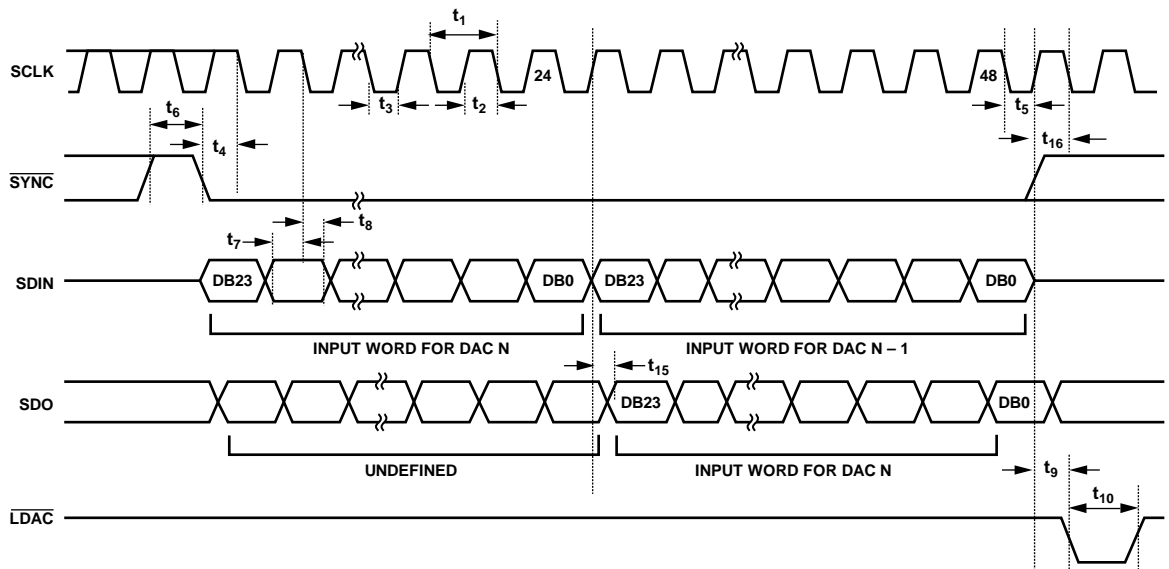 t1
SCLK
24
48
t3
t2
t5
t6
t4
t16
SYNC
t8
t7
SDIN
DB23
DB0
DB23
DB0
INPUT WORD FOR DAC N
INPUT WORD FOR DAC N – 1
t15
SDO
DB23
DB0
UNDEFINED
INPUT WORD FOR DAC N
t9
t10
LDAC